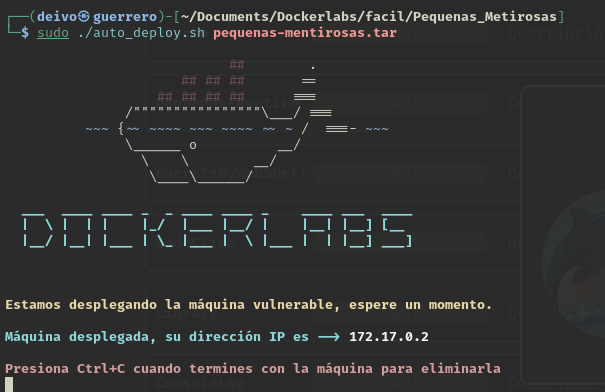 ┌──(deivo㉿guerrero)-[~/Documents/Dockerlabs/facil/Pequenas_Metirosas]
└─$ sudo ./auto_deploy.sh pequenas-mentirosas.tar
DOCKERLABS
Estamos desplegando la máquina vulnerable, espere un momento.
Máquina desplegada, su dirección IP es --> 172.17.0.2
Presiona Ctrl+C cuando termines con la máquina para eliminarla